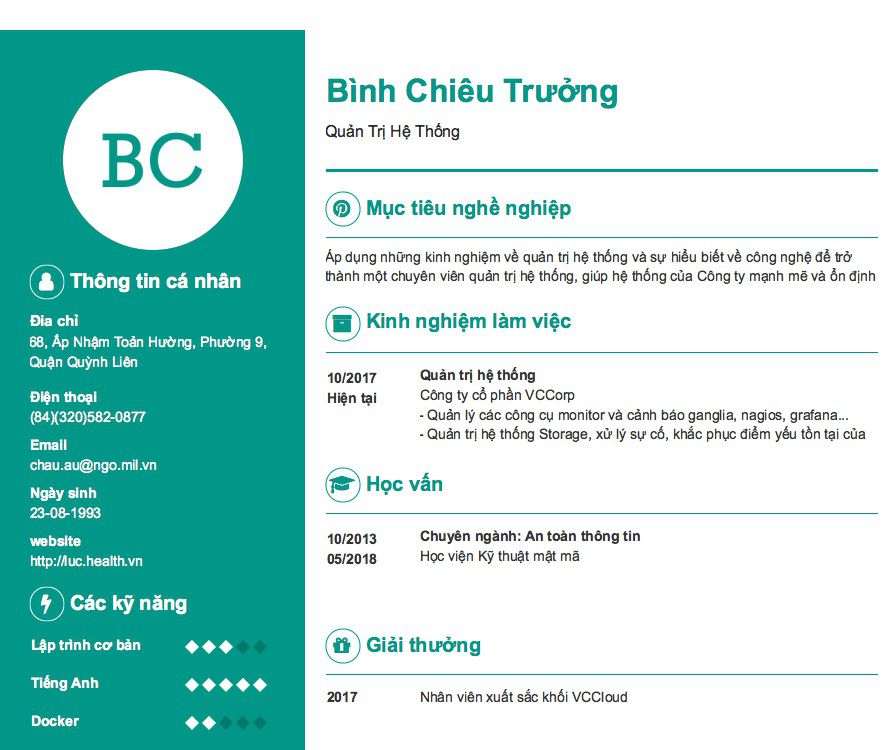 BC
Thông tin cá nhân
Địa chỉ
68, Ấp Nhậm Toản Hường, Phường 9,
Quận Quỳnh Liên
Điện thoại
(84)(320)582-0877
Email
chau.au@ngo.mil.vn
Ngày sinh
23-08-1993
website
http://luc.health.vn
Các kỹ năng
Lập trình cơ bản
Tiếng Anh
Docker
Bình Chiêu Trưởng
Quản Trị Hệ Thống
Mục tiêu nghề nghiệp
Áp dụng những kinh nghiệm về quản trị hệ thống và sự hiểu biết về công nghệ để trở
thành một chuyên viên quản trị hệ thống, giúp hệ thống của Công ty mạnh mẽ và ổn định
Kinh nghiệm làm việc
10/2017 Quản trị hệ thống
Hiện tại Công ty cổ phần VCCorp
- Quản lý các công cụ monitor và cảnh báo ganglia, nagios, grafana...
- Quản trị hệ thống Storage, xử lý sự cố, khắc phục điểm yếu tồn tại của
Học vấn
10/2013 Chuyên ngành: An toàn thông tin
05/2018 Học viện Kỹ thuật mật mã
Giải thưởng
2017 Nhân viên xuất sắc khối VCCloud